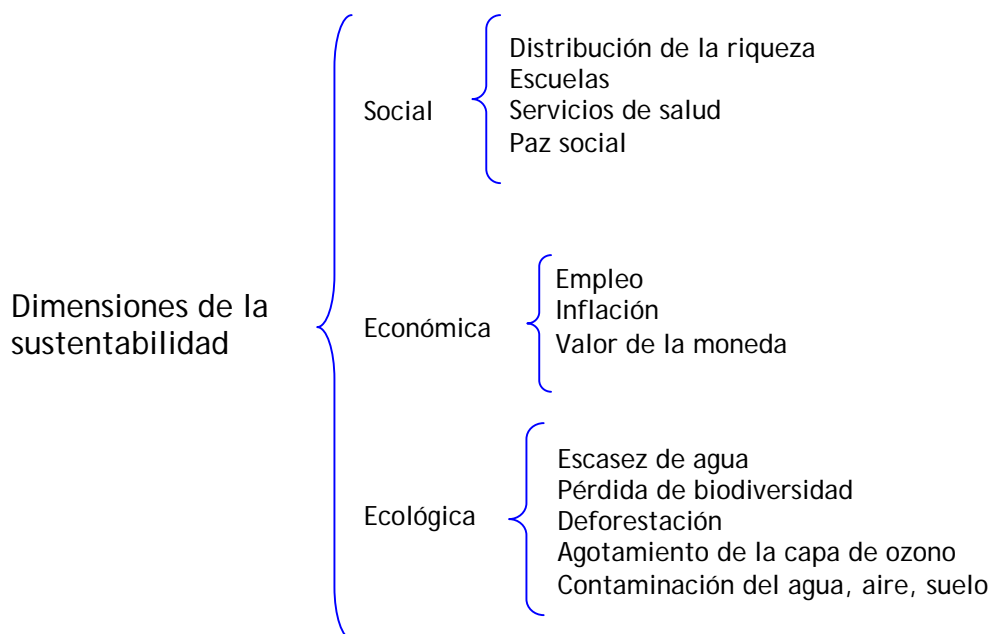 Dimensiones de la
sustentabilidad
Social
Distribución de la riqueza
Escuelas
Servicios de salud
Paz social
Económica
Empleo
Inflación
Valor de la moneda
Ecológica
Escasez de agua
Pérdida de biodiversidad
Deforestación
Agotamiento de la capa de ozono
Contaminación del agua, aire, suelo